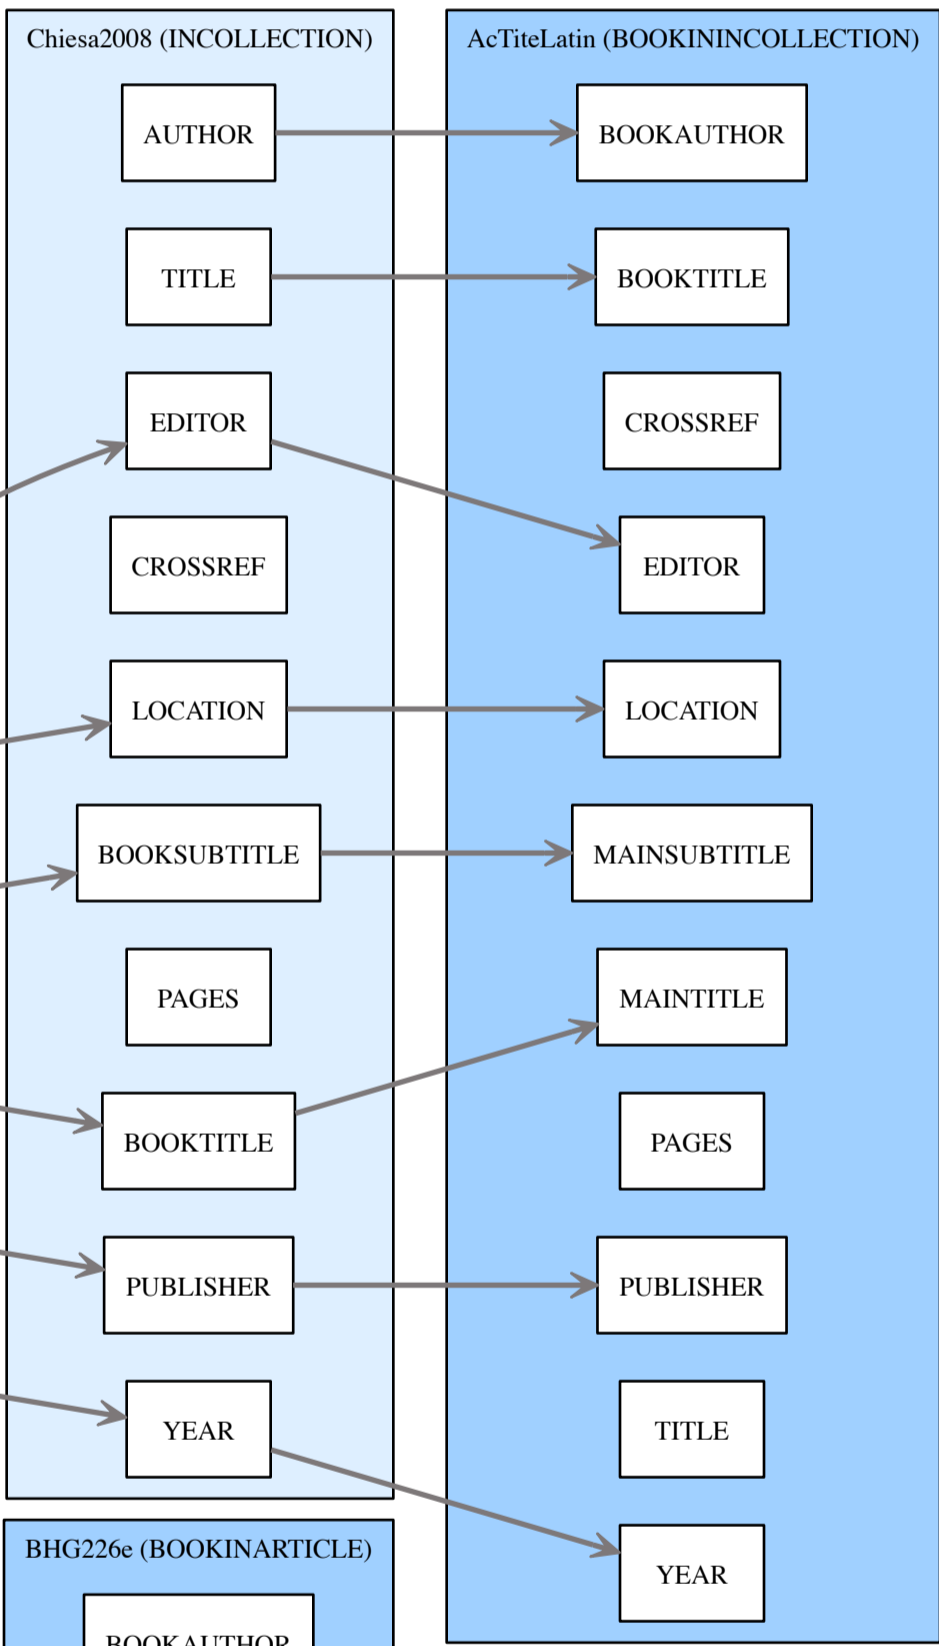 Chiesa2008 (INCOLLECTION)
AUTHOR
TITLE
EDITOR
CROSSREF
LOCATION
BOOKSUBTITLE
PAGES
BOOKTITLE
PUBLISHER
YEAR
BHG226e (BOOKINARTICLE)
BOOKAUTHOR
AcTiteLatin (BOOKININCOLLECTION)
BOOKAUTHOR
BOOKTITLE
CROSSREF
EDITOR
LOCATION
MAINSUBTITLE
MAINTITLE
PAGES
PUBLISHER
TITLE
YEAR